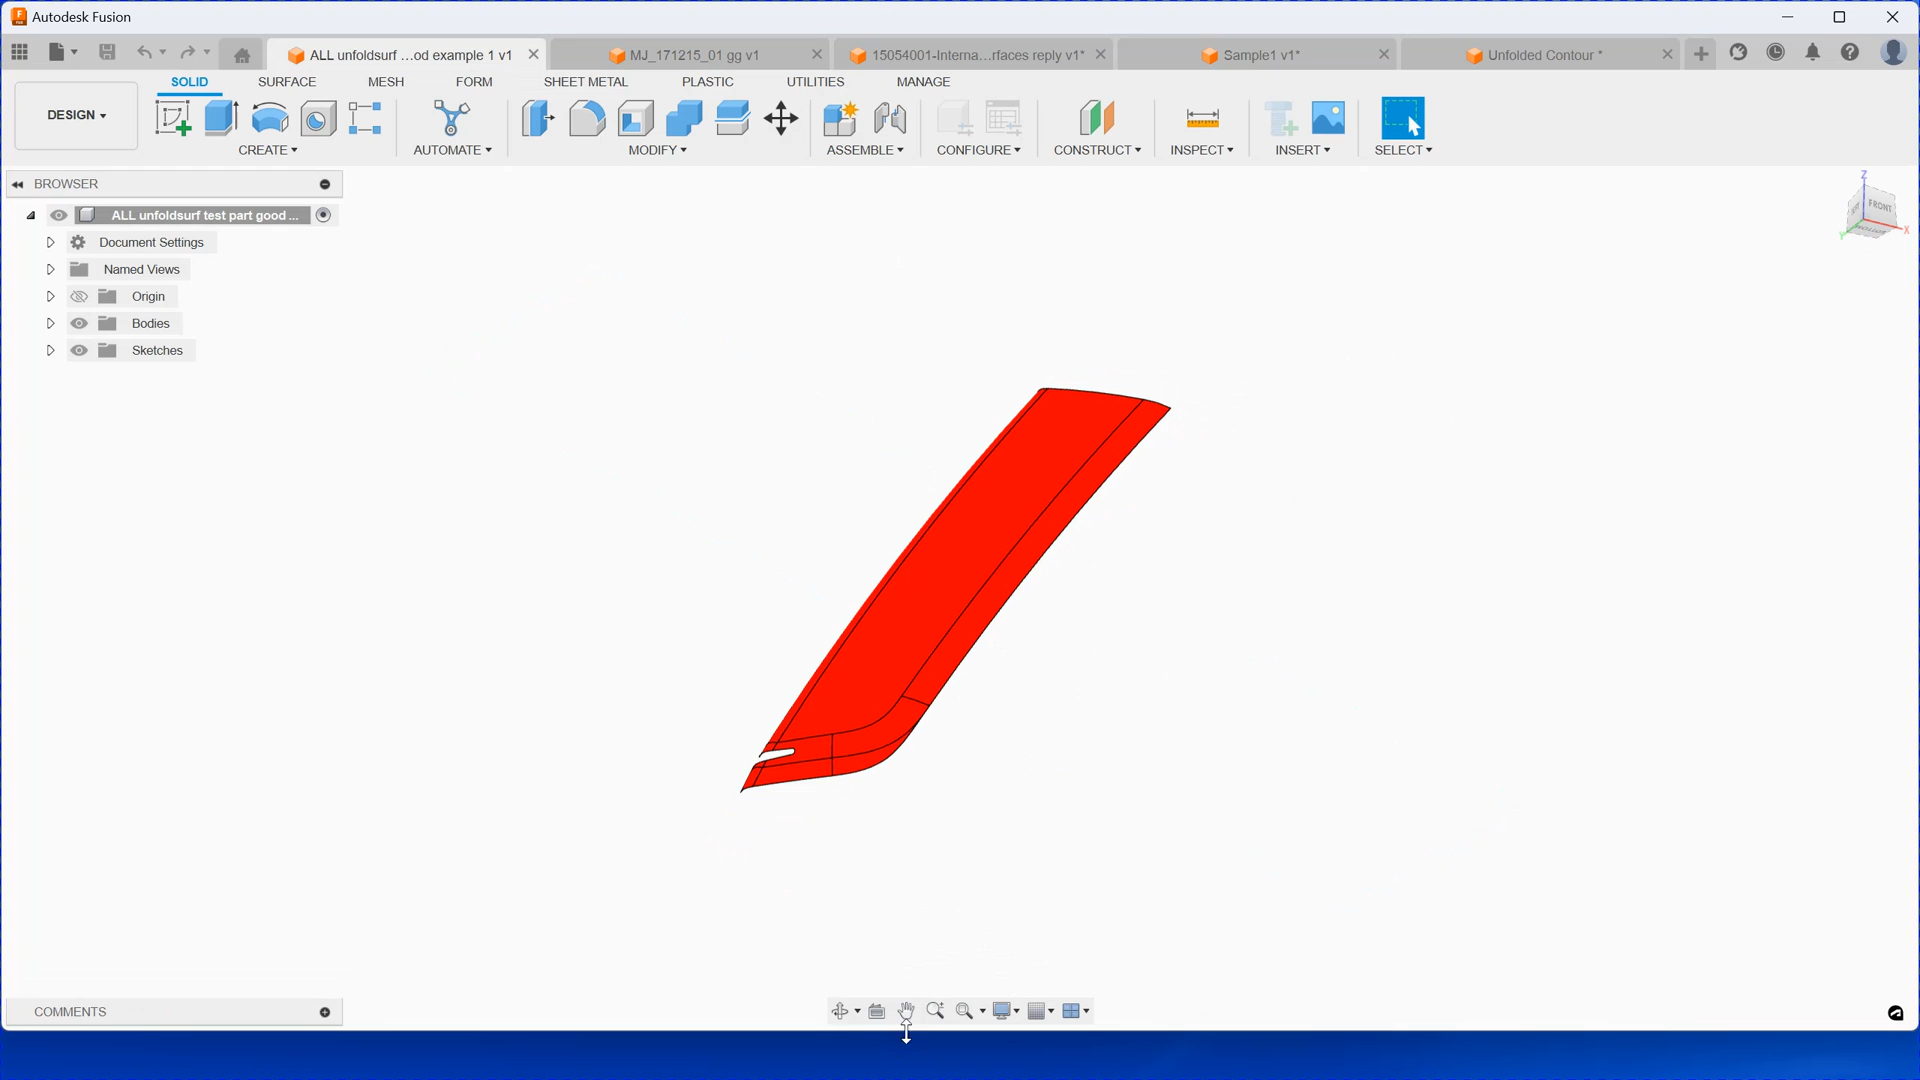 Autodesk Fusion
ALL unfoldsurf ...od example 1 v1
MJ_171215_01 gg v1
15054001-Interna...rfaces reply v1*
Sample1 v1*
Unfolded Contour *
SOLID SURFACE MESH FORM SHEET METAL PLASTIC UTILITIES MANAGE
DESIGN
CREATE AUTOMATE MODIFY ASSEMBLE CONFIGURE CONSTRUCT INSPECT INSERT SELECT
BROWSER
ALL unfoldsurf test part good ...
Document Settings
Named Views
Origin
Bodies
Sketches
Z
FRONT
X
Y
COMMENTS